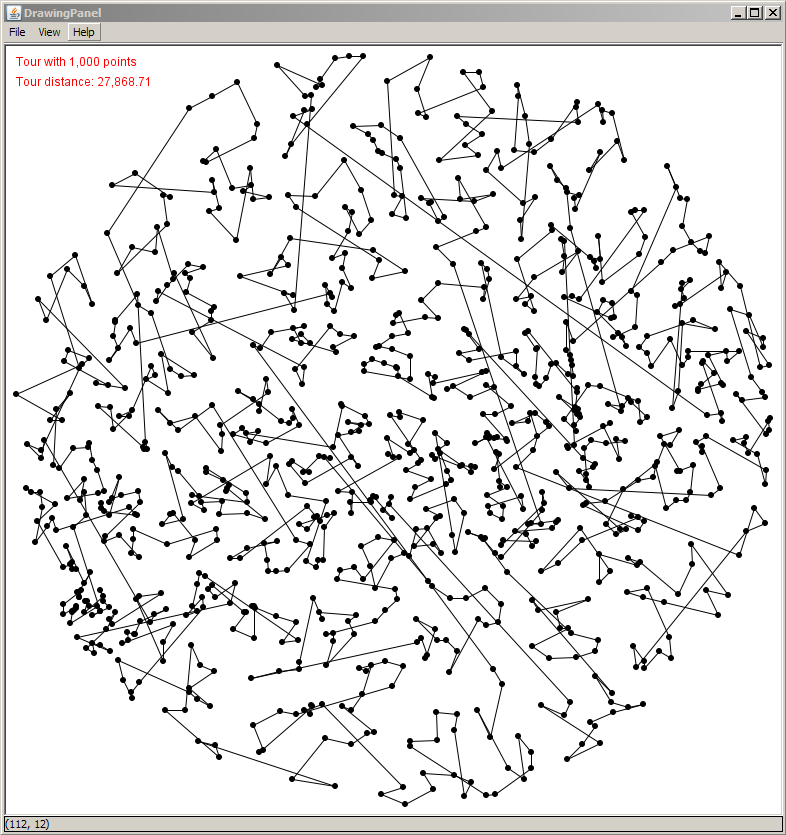 DrawingPanel
File View Help
Tour with 1,000 points
Tour distance: 27,868.71
(112, 12)